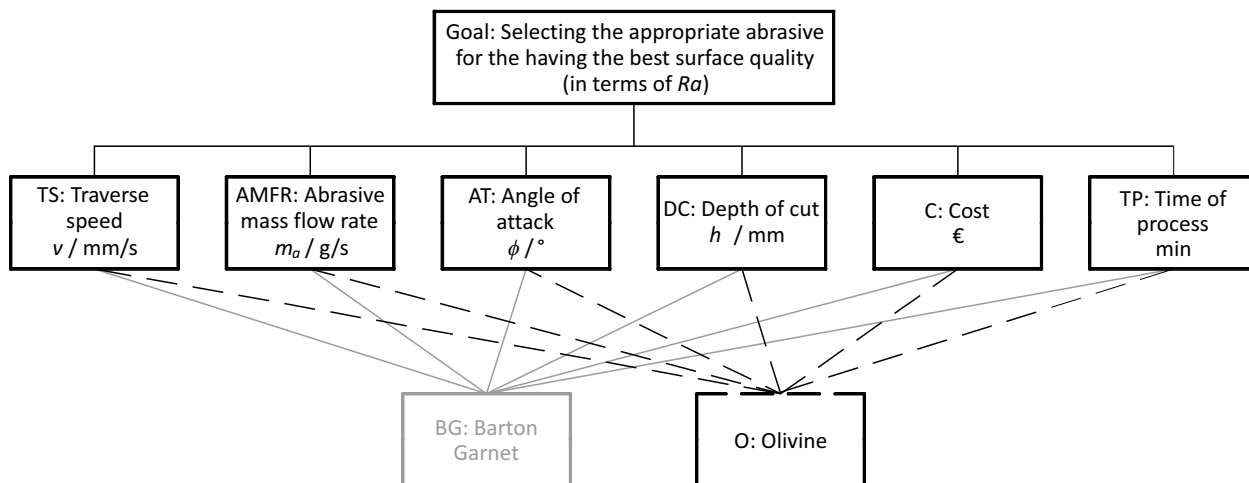 Goal: Selecting the appropriate abrasive
for the having the best surface quality
(in terms of Ra)
TS: Traverse
speed
v / mm/s
AMFR: Abrasive
mass flow rate
mₐ / g/s
AT: Angle of
attack
ϕ / °
DC: Depth of cut
h / mm
C: Cost
€
TP: Time of
process
min
BG: Barton
Garnet
O: Olivine